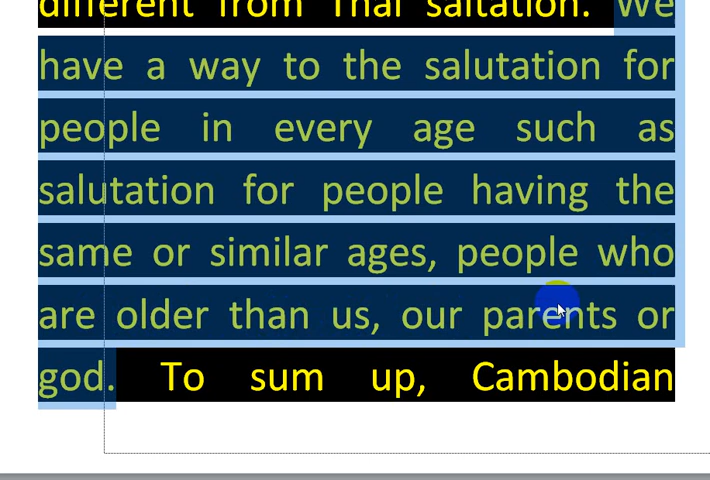 different from Thai saltation. We
have a way to the salutation for
people in every age such as
salutation for people having the
same or similar ages, people who
are older than us, our parents or
god. To sum up, Cambodian